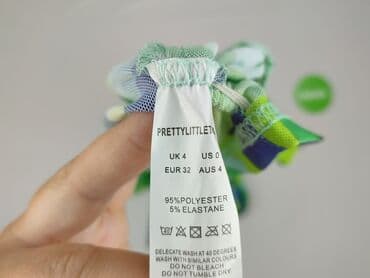 PRETTYLITTLETH
UK 4 US 0
EUR 32 AUS 4
95%POLYESTER
5% ELASTANE
DELICATE WASH AT 40 DEGREES
WASH WITH SIMILAR COLOURS
DO NOT BLEACH
DO NOT TUMBLE DRY